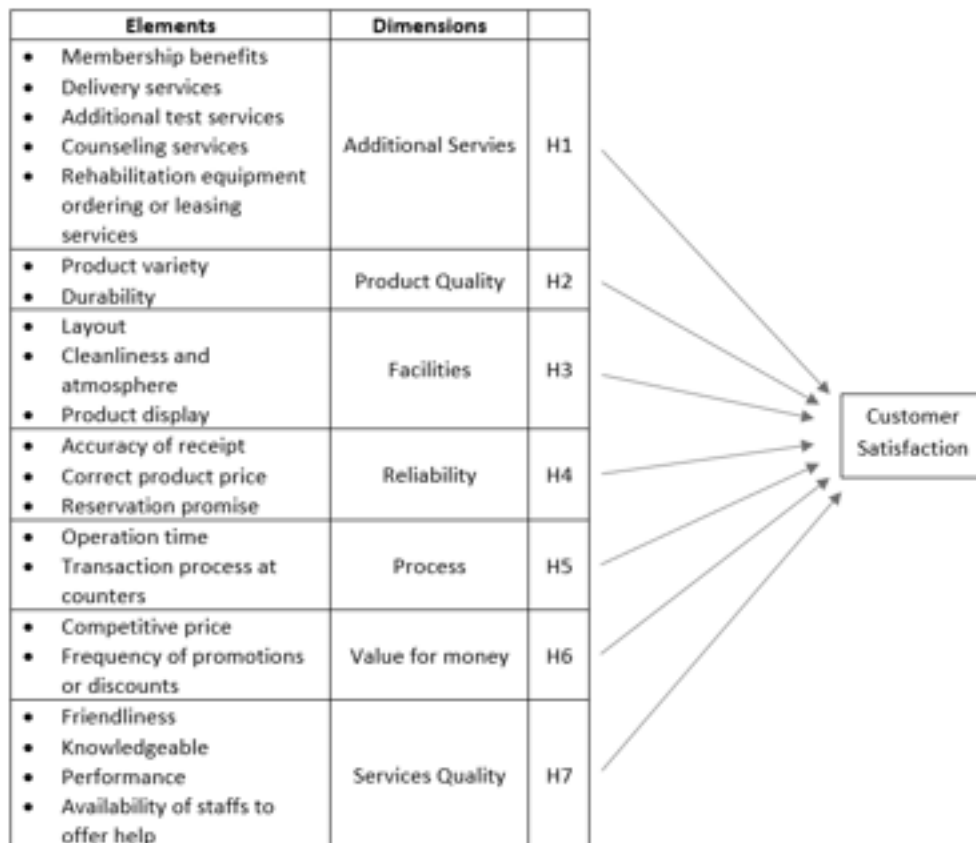 Elements Dimensions
• Membership benefits
• Delivery services
• Additional test services
• Counseling services
• Rehabilitation equipment
ordering or leasing
services
Additional Servies H1
• Product variety
• Durability
Product Quality H2
• Layout
• Cleanliness and
atmosphere
• Product display
Facilities H3
• Accuracy of receipt
• Correct product price
• Reservation promise
Reliability H4
• Operation time
• Transaction process at
counters
Process H5
• Competitive price
• Frequency of promotions
or discounts
Value for money H6
• Friendliness
• Knowledgeable
• Performance
• Availability of staffs to
offer help
Services Quality H7
Customer
Satisfaction